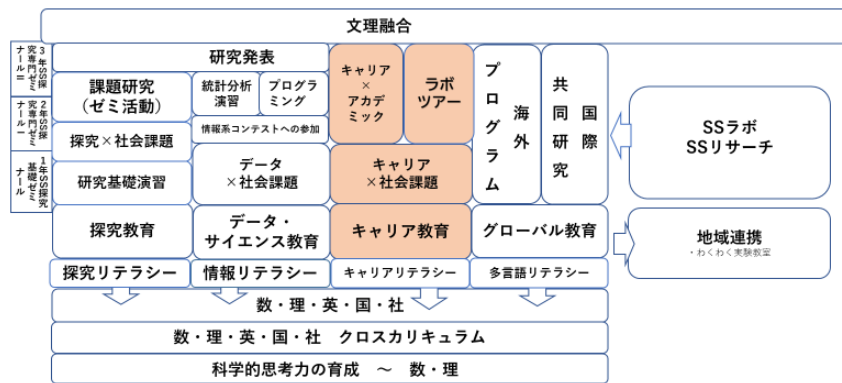 文理融合
3年SS探
究専門ゼミ
ナールⅡ
2年SS探
究専門ゼミ
ナールⅠ
1年SS探究
基礎ゼミ
ナール
研究発表
課題研究
（ゼミ活動）
統計分析
演習
プログラ
ミング
情報系コンテストへの参加
探究×社会課題
データ
×社会課題
研究基礎演習
キャリア
×
アカデ
ミック
ラボ
ツアー
キャリア
×社会課題
海外
プログラム
国際
共同研究
SSラボ
SSリサーチ
探究教育
データ・
サイエンス教育
キャリア教育
グローバル教育
地域連携
・わくわく実験教室
探究リテラシー
情報リテラシー
キャリアリテラシー
多言語リテラシー
数・理・英・国・社
数・理・英・国・社　クロスカリキュラム
科学的思考力の育成　～　数・理